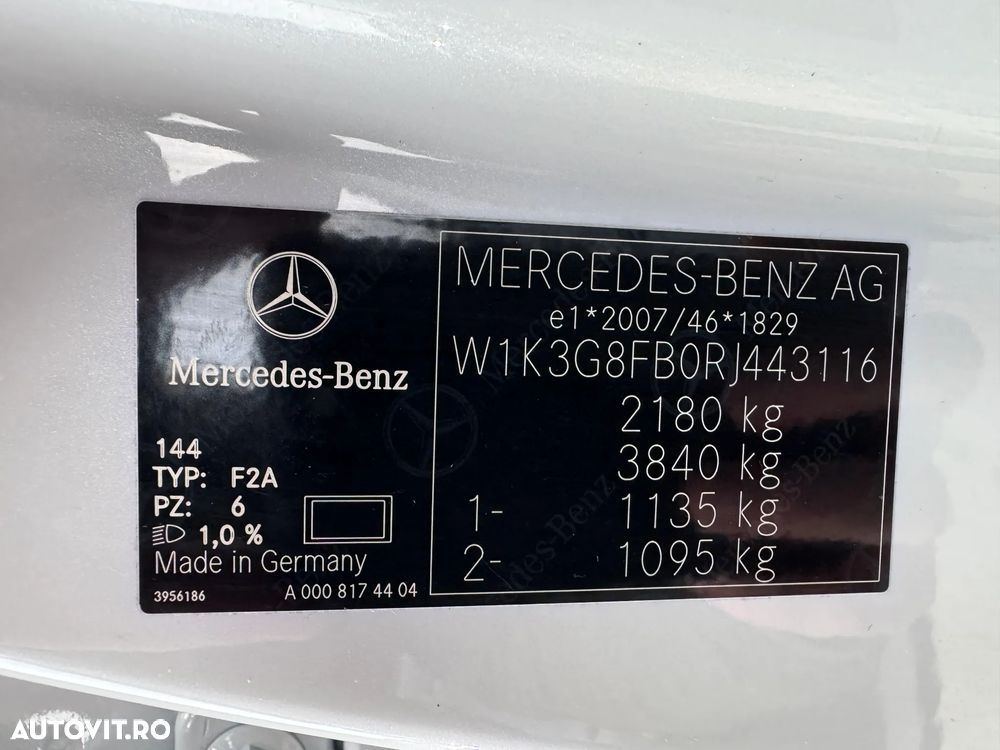 Mercedes-Benz
144
TYP: F2A
PZ: 6
1,0 %
Made in Germany
3956186 A 000 817 44 04
MERCEDES-BENZ AG
e1*2007/46*1829
W1K3G8FB0RJ443116
2180 kg
3840 kg
1- 1135 kg
2- 1095 kg
AUTOVIT.RO